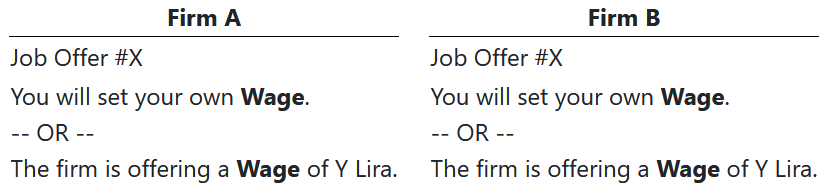 Firm A
Job Offer #X
You will set your own Wage.
-- OR --
The firm is offering a Wage of Y Lira.
Firm B
Job Offer #X
You will set your own Wage.
-- OR --
The firm is offering a Wage of Y Lira.